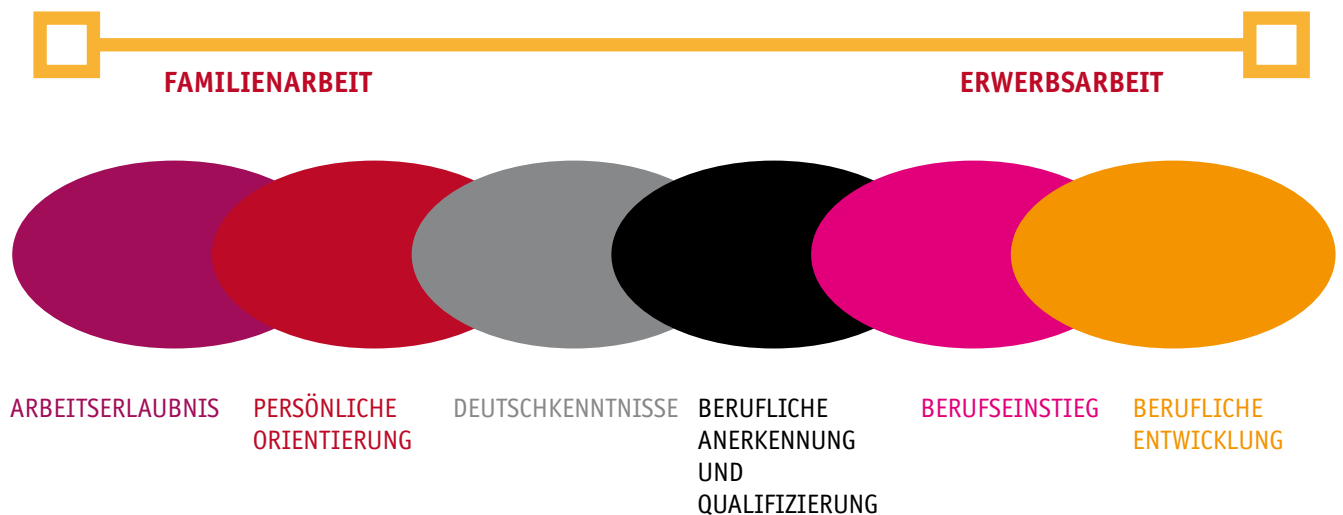 FAMILIENARBEIT
ERWERBSARBEIT
ARBEITSERLAUBNIS
PERSÖNLICHE
ORIENTIERUNG
DEUTSCHKENNTNISSE
BERUFLICHE
ANERKENNUNG
UND
QUALIFIZIERUNG
BERUFSEINSTIEG
BERUFLICHE
ENTWICKLUNG